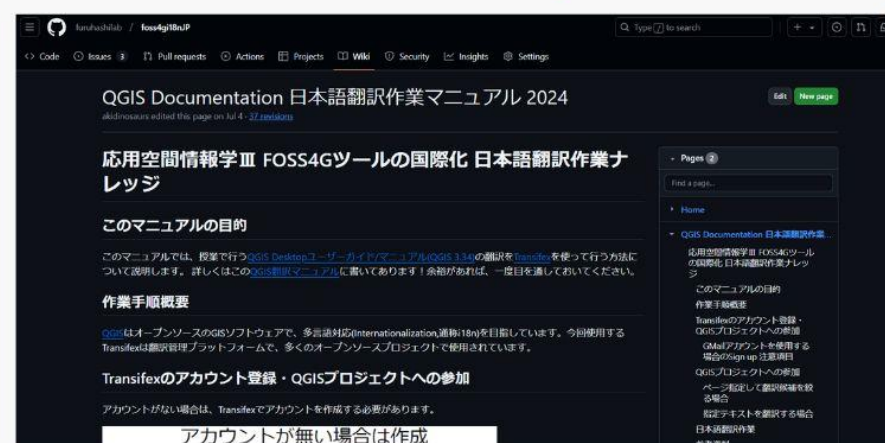 furuhashilab / foss4gi18nJP
Type / to search
Code Issues 3 Pull requests Actions Projects Wiki Security Insights Settings
QGIS Documentation 日本語翻訳作業マニュアル 2024
Edit New page
akidinosaurs edited this page on Jul 4 · 37 revisions
応用空間情報学Ⅲ FOSS4Gツールの国際化 日本語翻訳作業ナ
レッジ
このマニュアルの目的
このマニュアルでは、授業で行うQGIS Desktopユーザーガイド/マニュアル(QGIS 3.34)の翻訳をTransifexを使って行う方法に
ついて説明します。 詳しくはこのQGIS翻訳マニュアルに書いてあります！余裕があれば、一度目を通しておいてください。
作業手順概要
QGISはオープンソースのGISソフトウェアで、多言語対応(Internationalization,通称i18n)を目指しています。今回使用する
Transifexは翻訳管理プラットフォームで、多くのオープンソースプロジェクトで使用されています。
Transifexのアカウント登録・QGISプロジェクトへの参加
アカウントがない場合は、Transifexでアカウントを作成する必要があります。
アカウントが無い場合は作成
Pages 2
Find a page...
Home
QGIS Documentation 日本語翻訳作業...
応用空間情報学Ⅲ FOSS4Gツール
の国際化 日本語翻訳作業ナレッ
ジ
このマニュアルの目的
作業手順概要
Transifexのアカウント登録・
QGISプロジェクトへの参加
GMailアカウントを使用する
場合のSign up 注意項目
QGISプロジェクトへの参加
ページ指定して翻訳候補を絞
る場合
指定テキストを翻訳する場合
日本語翻訳作業